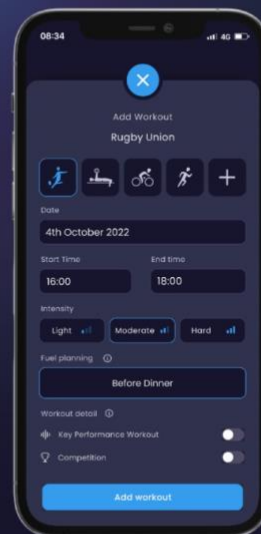 08:34 4G
Add Workout
Rugby Union
Date
4th October 2022
Start Time End time
16:00 18:00
Intensity
Light Moderate Hard
Fuel planning
Before Dinner
Workout detail
Key Performance Workout
Competition
Add workout